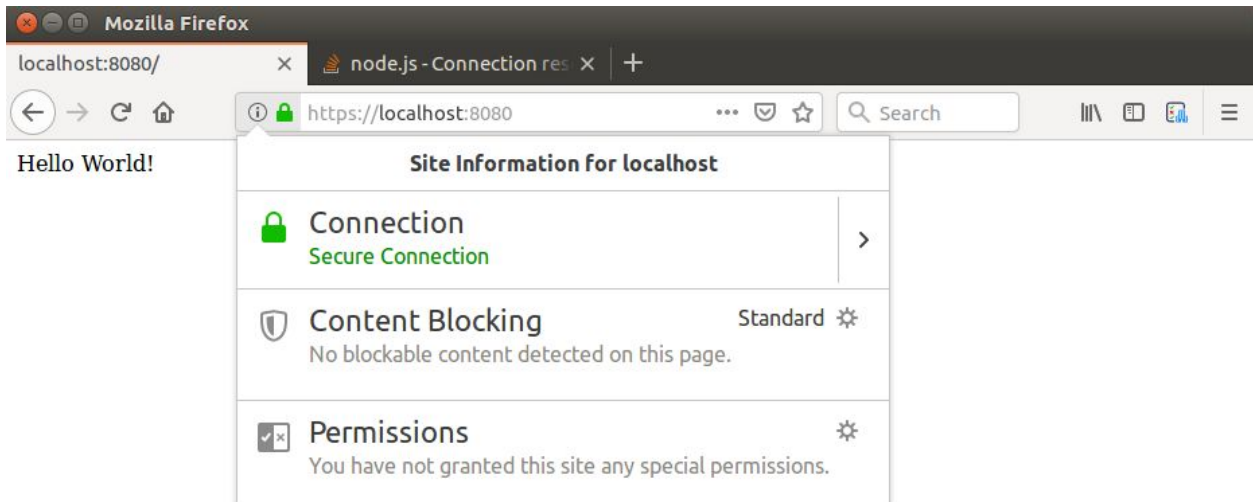 Mozilla Firefox
localhost:8080/
node.js - Connection res
https://localhost:8080
Search
Hello World!
Site Information for localhost
Connection
Secure Connection
Content Blocking
Standard
No blockable content detected on this page.
Permissions
You have not granted this site any special permissions.